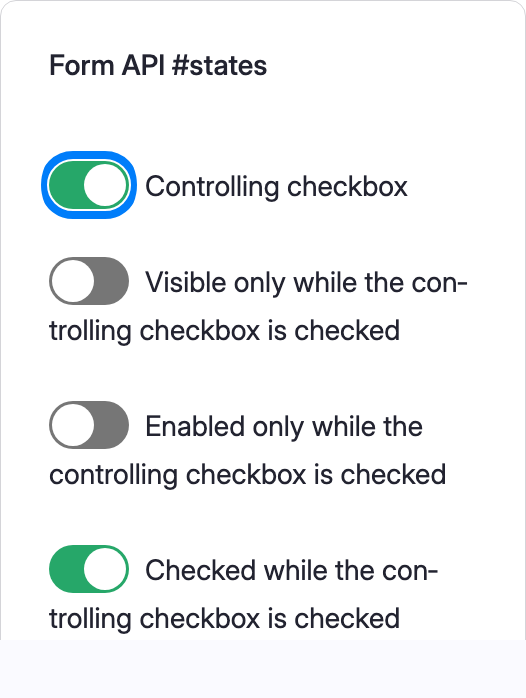 Form API #states
Controlling checkbox
Visible only while the con-
trolling checkbox is checked
Enabled only while the
controlling checkbox is checked
Checked while the con-
trolling checkbox is checked